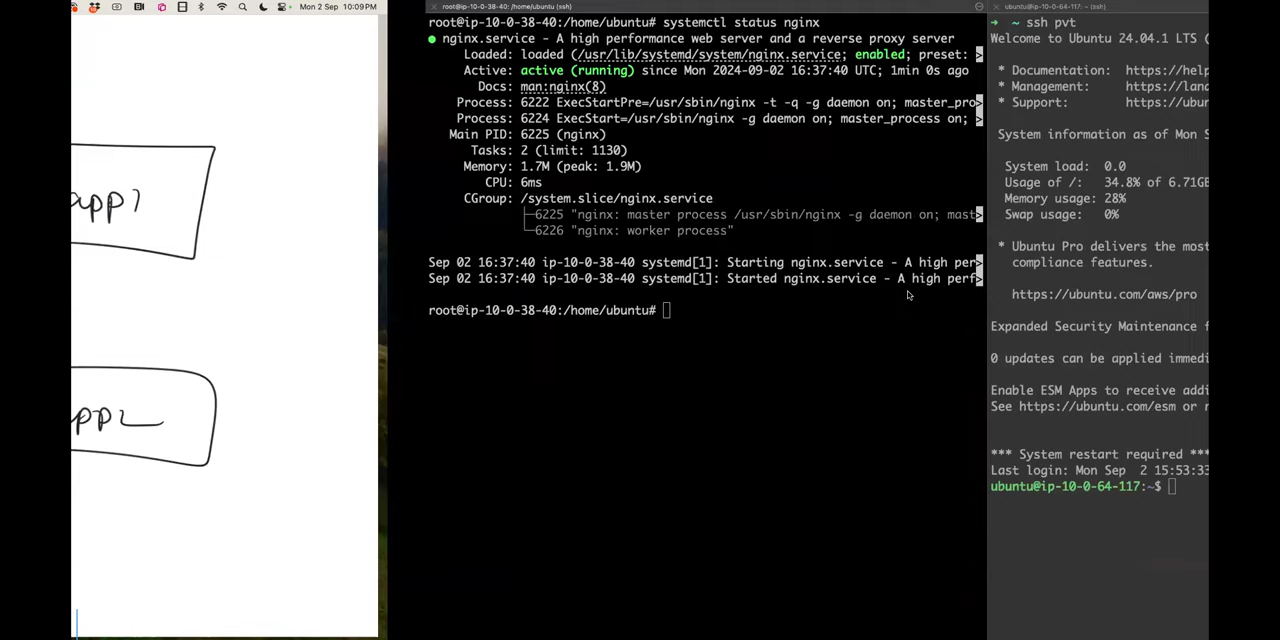 Mon 2 Sep 10:09 PM
app1
app2
root@ip-10-0-38-40: /home/ubuntu (ssh)
root@ip-10-0-38-40:/home/ubuntu# systemctl status nginx
● nginx.service - A high performance web server and a reverse proxy server
Loaded: loaded (/usr/lib/systemd/system/nginx.service; enabled; preset:>
Active: active (running) since Mon 2024-09-02 16:37:40 UTC; 1min 0s ago
Docs: man:nginx(8)
Process: 6222 ExecStartPre=/usr/sbin/nginx -t -q -g daemon on; master_pro>
Process: 6224 ExecStart=/usr/sbin/nginx -g daemon on; master_process on; >
Main PID: 6225 (nginx)
Tasks: 2 (limit: 1130)
Memory: 1.7M (peak: 1.9M)
CPU: 6ms
CGroup: /system.slice/nginx.service
├─6225 "nginx: master process /usr/sbin/nginx -g daemon on; mast>
└─6226 "nginx: worker process"
Sep 02 16:37:40 ip-10-0-38-40 systemd[1]: Starting nginx.service - A high per>
Sep 02 16:37:40 ip-10-0-38-40 systemd[1]: Started nginx.service - A high perf>
root@ip-10-0-38-40:/home/ubuntu#
ubuntu@ip-10-0-64-117: ~ (ssh)
➜ ~ ssh pvt
Welcome to Ubuntu 24.04.1 LTS (
* Documentation: https://help
* Management: https://land
* Support: https://ubun
System information as of Mon S
System load: 0.0
Usage of /: 34.8% of 6.71GB
Memory usage: 28%
Swap usage: 0%
* Ubuntu Pro delivers the most
compliance features.
https://ubuntu.com/aws/pro
Expanded Security Maintenance f
0 updates can be applied immedi
Enable ESM Apps to receive addi
See https://ubuntu.com/esm or r
*** System restart required ***
Last login: Mon Sep 2 15:53:33
ubuntu@ip-10-0-64-117:~$